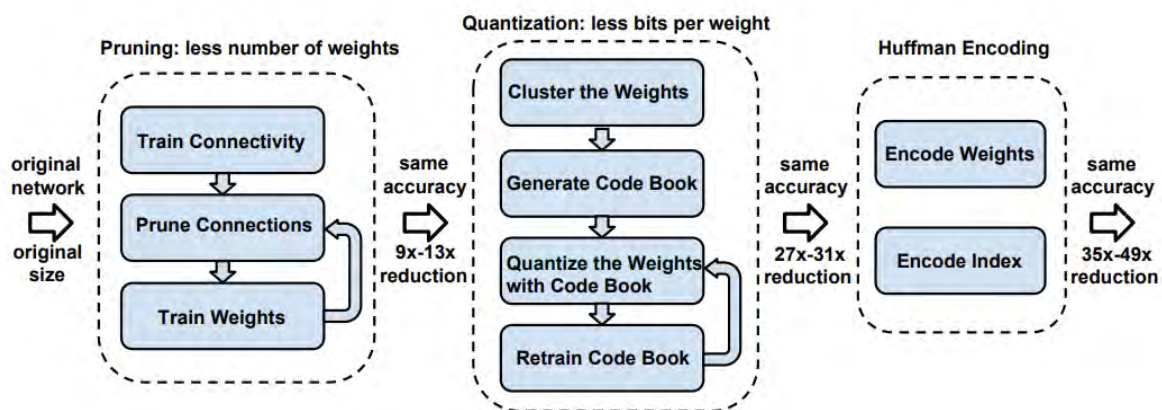 original
network
original
size
Pruning: less number of weights
Train Connectivity
Prune Connections
Train Weights
same
accuracy
9x-13x
reduction
Quantization: less bits per weight
Cluster the Weights
Generate Code Book
Quantize the Weights
with Code Book
Retrain Code Book
same
accuracy
27x-31x
reduction
Huffman Encoding
Encode Weights
Encode Index
same
accuracy
35x-49x
reduction